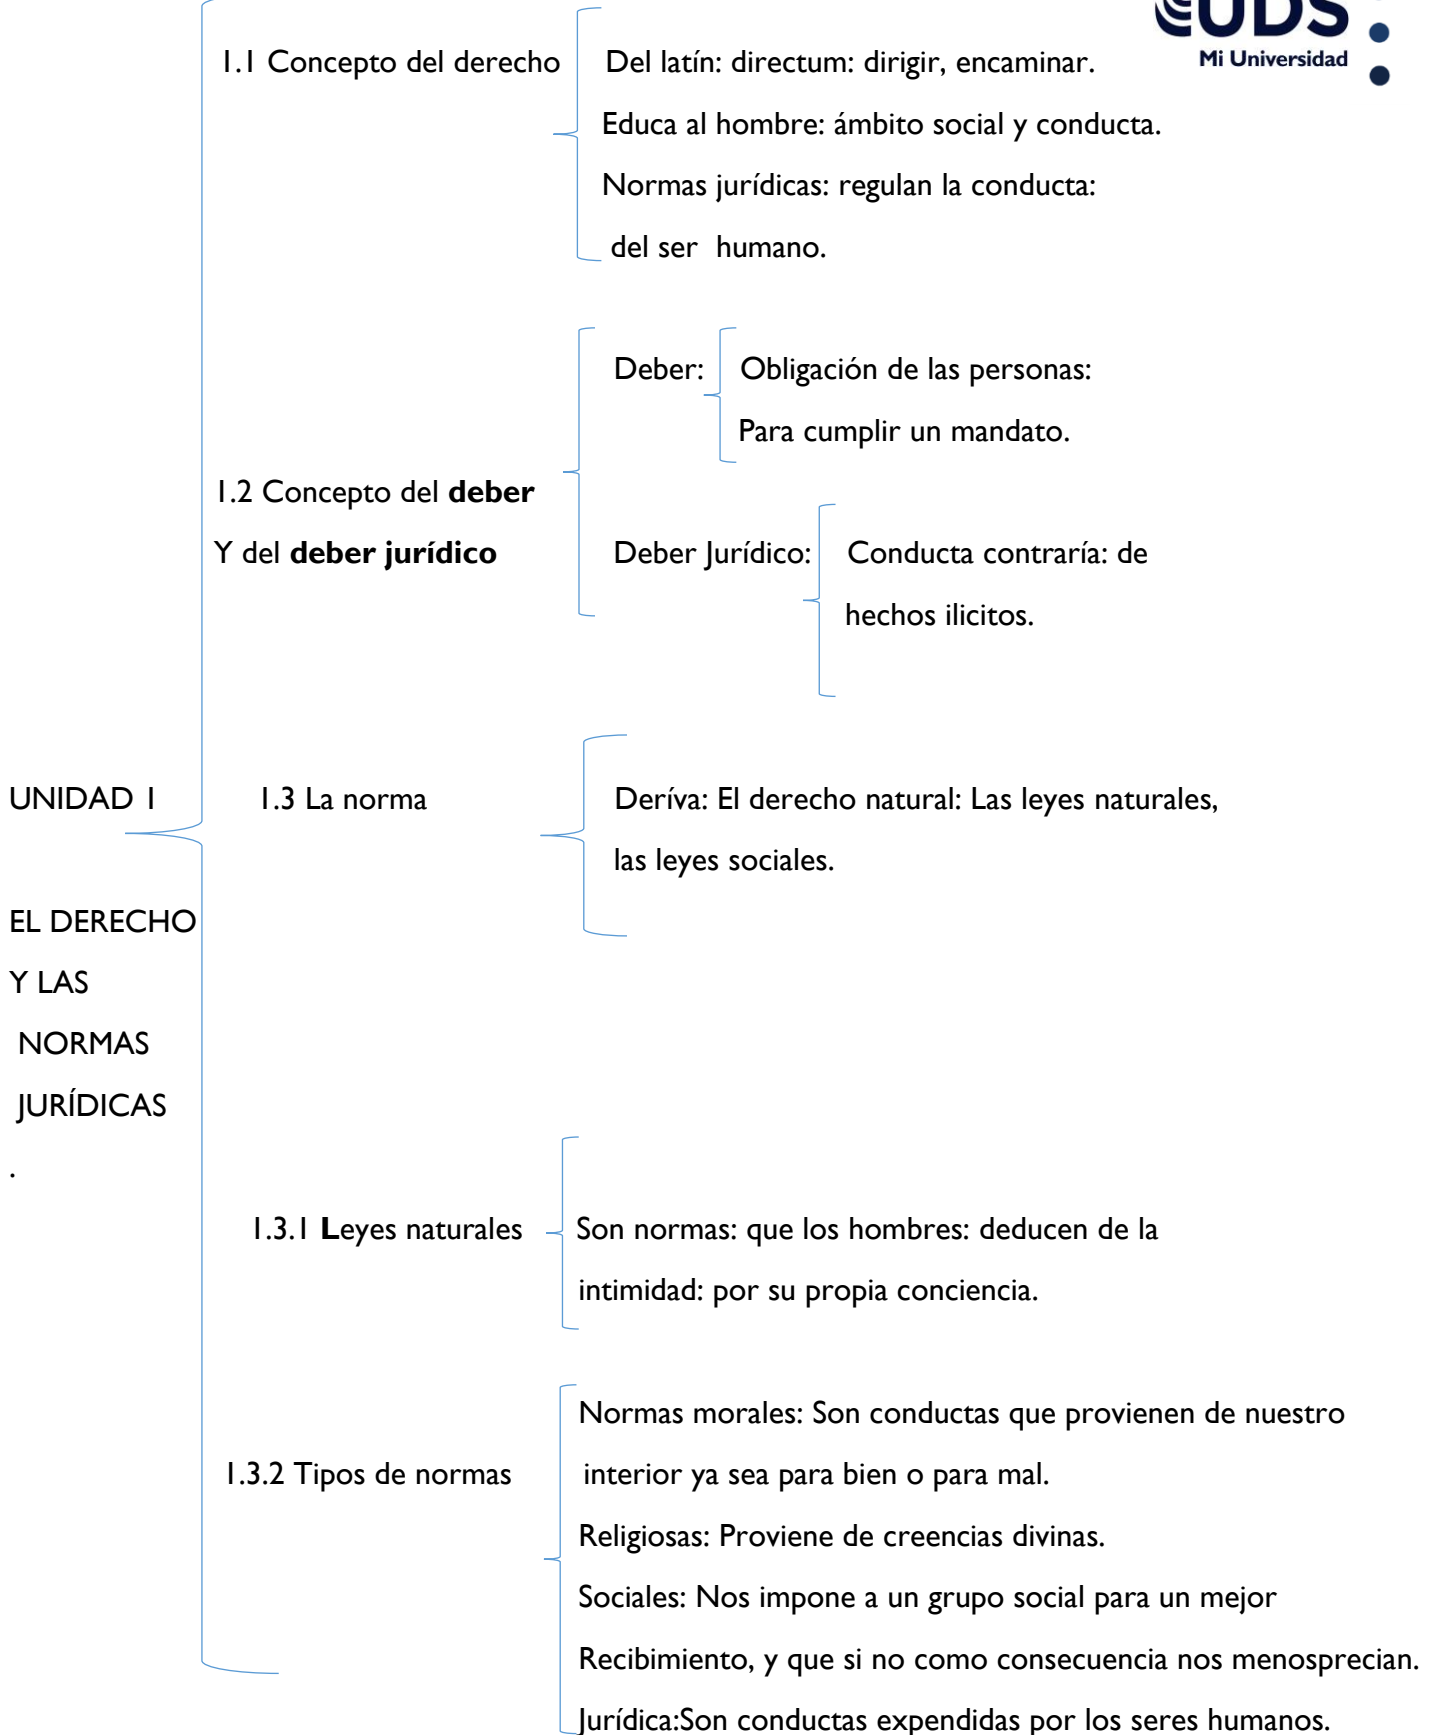 UDS
Mi Universidad
1.1 Concepto del derecho
Del latín: directum: dirigir, encaminar.
Educa al hombre: ámbito social y conducta.
Normas jurídicas: regulan la conducta:
del ser humano.
Deber:
Obligación de las personas:
Para cumplir un mandato.
1.2 Concepto del deber
Y del deber jurídico
Deber Jurídico:
Conducta contraría: de
hechos ilicitos.
UNIDAD 1
EL DERECHO
Y LAS
NORMAS
JURÍDICAS
.
1.3 La norma
Deríva: El derecho natural: Las leyes naturales,
las leyes sociales.
1.3.1 Leyes naturales
Son normas: que los hombres: deducen de la
intimidad: por su propia conciencia.
1.3.2 Tipos de normas
Normas morales: Son conductas que provienen de nuestro
interior ya sea para bien o para mal.
Religiosas: Proviene de creencias divinas.
Sociales: Nos impone a un grupo social para un mejor
Recibimiento, y que si no como consecuencia nos menosprecian.
Jurídica:Son conductas expendidas por los seres humanos.